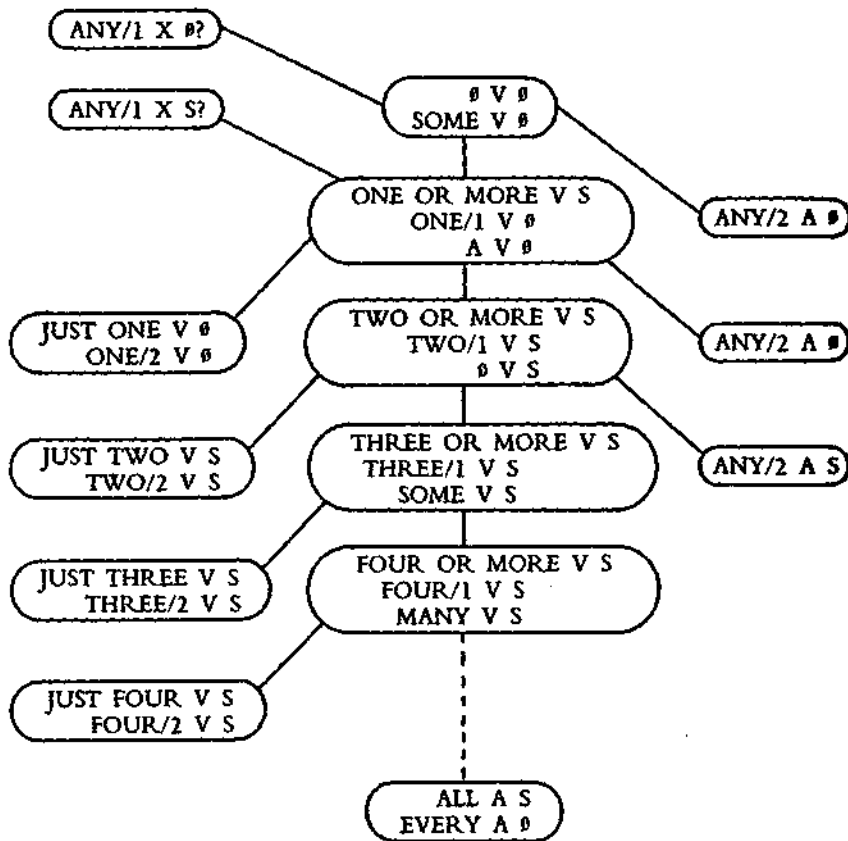 ANY/1 X ø?
ø V ø
SOME V ø
ANY/1 X S?
ONE OR MORE V S
ONE/1 V ø
A V ø
ANY/2 A ø
JUST ONE V ø
ONE/2 V ø
TWO OR MORE V S
TWO/1 V S
ø V S
ANY/2 A ø
JUST TWO V S
TWO/2 V S
THREE OR MORE V S
THREE/1 V S
SOME V S
ANY/2 A S
JUST THREE V S
THREE/2 V S
FOUR OR MORE V S
FOUR/1 V S
MANY V S
JUST FOUR V S
FOUR/2 V S
ALL A S
EVERY A ø